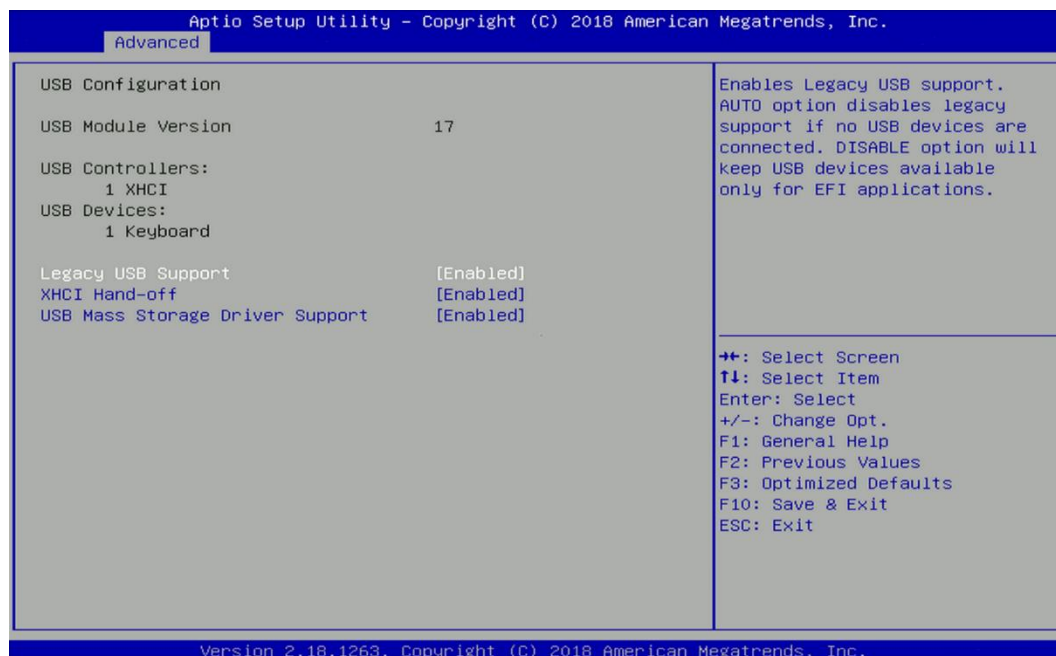 Aptio Setup Utility – Copyright (C) 2018 American Megatrends, Inc.
Advanced
USB Configuration
USB Module Version 17
USB Controllers:
1 XHCI
USB Devices:
1 Keyboard
Legacy USB Support [Enabled]
XHCI Hand-off [Enabled]
USB Mass Storage Driver Support [Enabled]
Enables Legacy USB support.
AUTO option disables legacy
support if no USB devices are
connected. DISABLE option will
keep USB devices available
only for EFI applications.
→←: Select Screen
↑↓: Select Item
Enter: Select
+/-: Change Opt.
F1: General Help
F2: Previous Values
F3: Optimized Defaults
F10: Save & Exit
ESC: Exit
Version 2.18.1263. Copyright (C) 2018 American Megatrends, Inc.